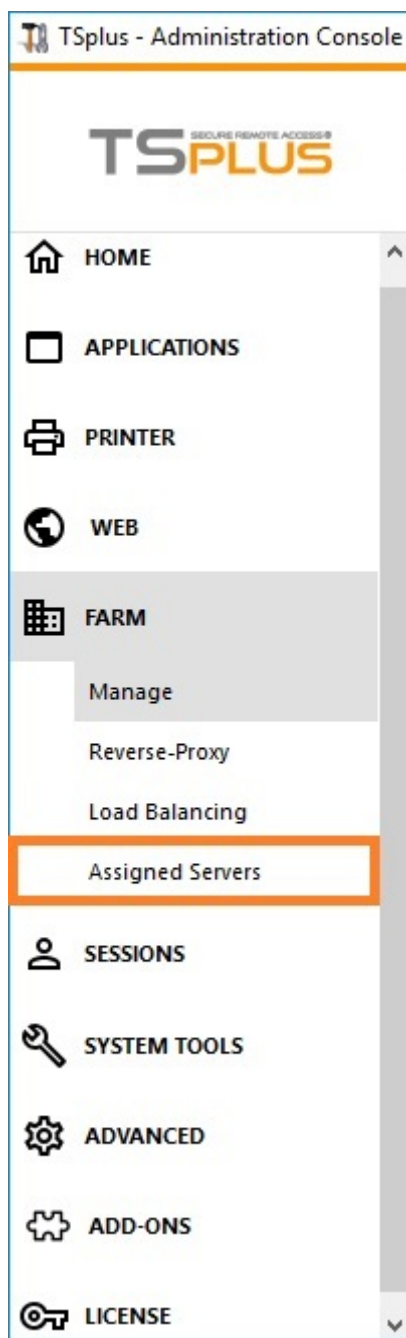 TSplus - Administration Console
SECURE REMOTE ACCESS®
TSPLUS
HOME
APPLICATIONS
PRINTER
WEB
FARM
Manage
Reverse-Proxy
Load Balancing
Assigned Servers
SESSIONS
SYSTEM TOOLS
ADVANCED
ADD-ONS
LICENSE